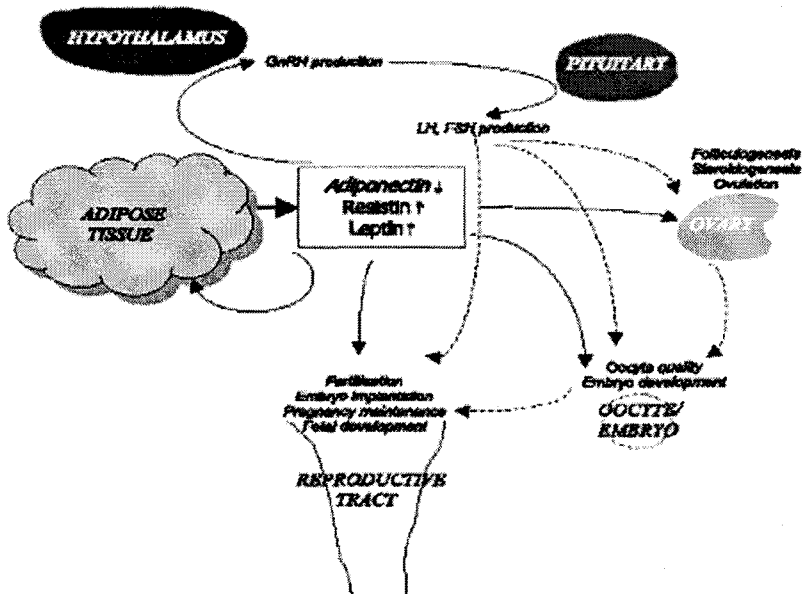 HYPOTHALAMUS
GnRH production
PITUITARY
LH, FSH production
Folliculogenesis
Steroidogenesis
Ovulation
Adiponectin ↓
Resistin ↑
Leptin ↑
ADIPOSE
TISSUE
OVARY
Fertilisation
Embryo implantation
Pregnancy maintenance
Fetal development
Oocyte quality
Embryo development
OOCYTE/
EMBRYO
REPRODUCTIVE
TRACT